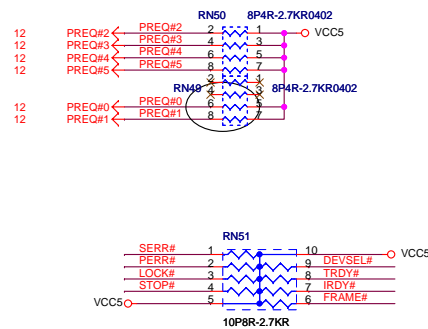 RN50 8P4R-2.7KR0402
12 PREQ#2 PREQ#2 2 1 VCC5
12 PREQ#3 PREQ#3 4 3
12 PREQ#4 PREQ#4 6 5
12 PREQ#5 PREQ#5 8 7
2 1
RN49 4 3 8P4R-2.7KR0402
12 PREQ#0 PREQ#0 6 5
12 PREQ#1 PREQ#1 8 7
RN51
SERR# 1 10 VCC5
PERR# 2 9 DEVSEL#
LOCK# 3 8 TRDY#
STOP# 4 7 IRDY#
VCC5 5 6 FRAME#
10P8R-2.7KR